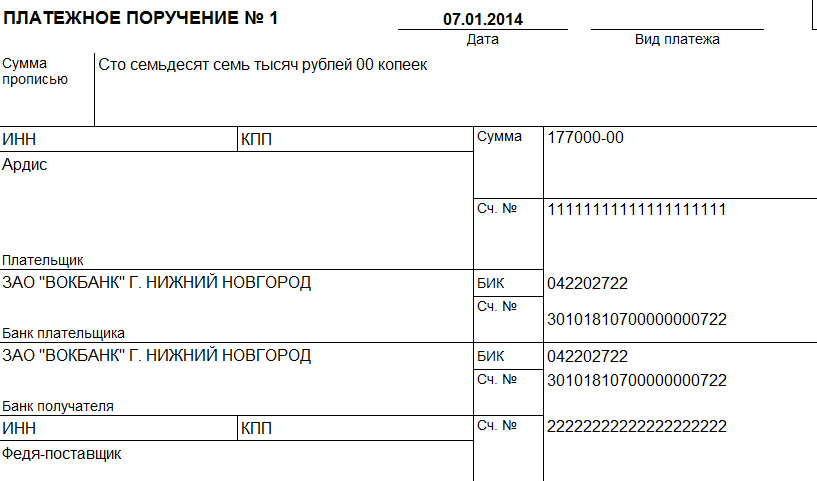 ПЛАТЕЖНОЕ ПОРУЧЕНИЕ № 1
07.01.2014
Дата
Вид платежа
Сумма прописью
Сто семьдесят семь тысяч рублей 00 копеек
ИНН
КПП
Сумма
177000-00
Ардис
Сч. №
11111111111111111111
Плательщик
ЗАО "ВОКБАНК" Г. НИЖНИЙ НОВГОРОД
БИК
042202722
Сч. №
30101810700000000722
Банк плательщика
ЗАО "ВОКБАНК" Г. НИЖНИЙ НОВГОРОД
БИК
042202722
Сч. №
30101810700000000722
Банк получателя
ИНН
КПП
Сч. №
22222222222222222222
Федя-поставщик